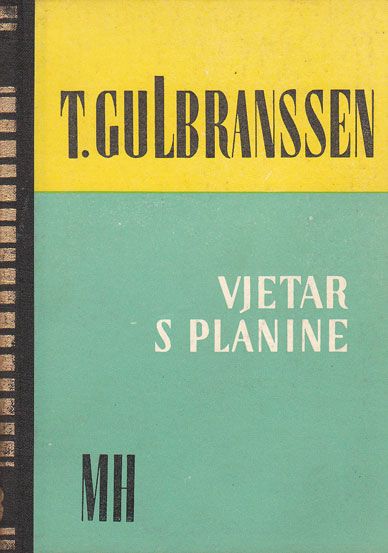 T. GULBRANSSEN
VJETAR
S PLANINE
MH